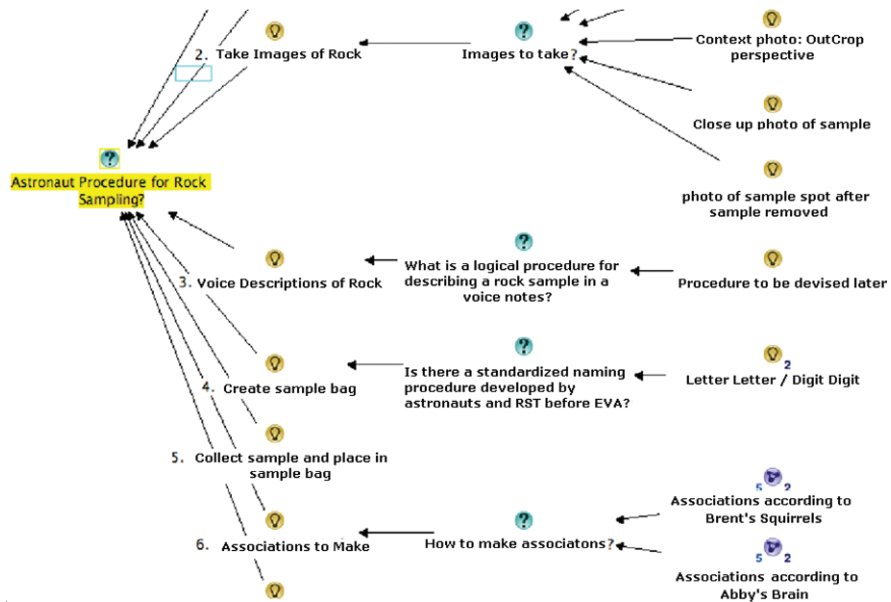 Context photo: OutCrop
perspective
2. Take Images of Rock
Images to take?
Close up photo of sample
Astronaut Procedure for Rock
Sampling?
photo of sample spot after
sample removed
3. Voice Descriptions of Rock
What is a logical procedure for
describing a rock sample in a
voice notes?
Procedure to be devised later
4. Create sample bag
Is there a standardized naming
procedure developed by
astronauts and RST before EVA?
2
Letter Letter / Digit Digit
5. Collect sample and place in
sample bag
5 2
Associations according to
Brent's Squirrels
6. Associations to Make
How to make associatons?
5 2
Associations according to
Abby's Brain